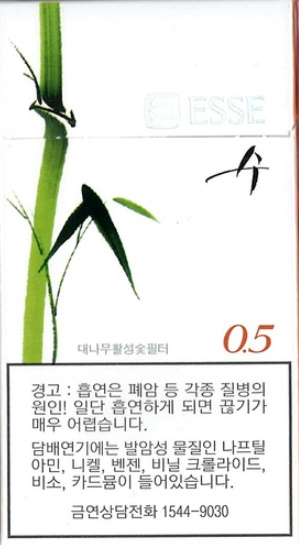 ESSE
수
대나무활성숯필터
0.5
경고 : 흡연은 폐암 등 각종 질병의
원인! 일단 흡연하게 되면 끊기가
매우 어렵습니다.
담배연기에는 발암성 물질인 나프틸
아민, 니켈, 벤젠, 비닐 크롤라이드,
비소, 카드뮴이 들어있습니다.
금연상담전화 1544-9030